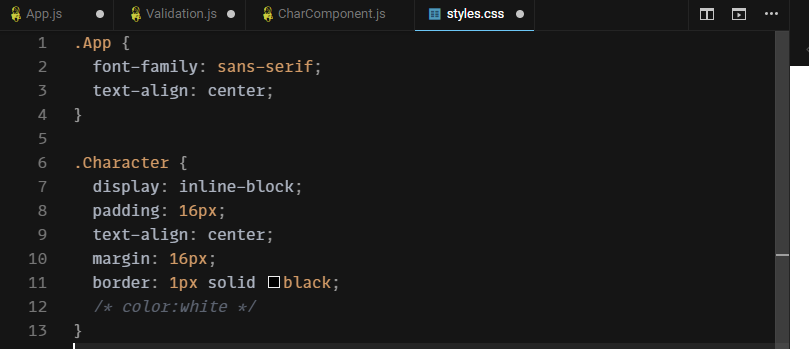 App.js Validation.js CharComponent.js styles.css
1 .App {
2   font-family: sans-serif;
3   text-align: center;
4 }
5
6 .Character {
7   display: inline-block;
8   padding: 16px;
9   text-align: center;
10   margin: 16px;
11   border: 1px solid black;
12   /* color:white */
13 }